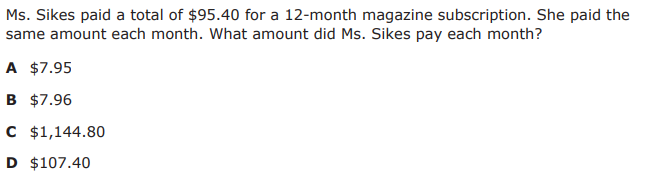 Ms. Sikes paid a total of $95.40 for a 12-month magazine subscription. She paid the
same amount each month. What amount did Ms. Sikes pay each month?
A $7.95
B $7.96
C $1,144.80
D $107.40